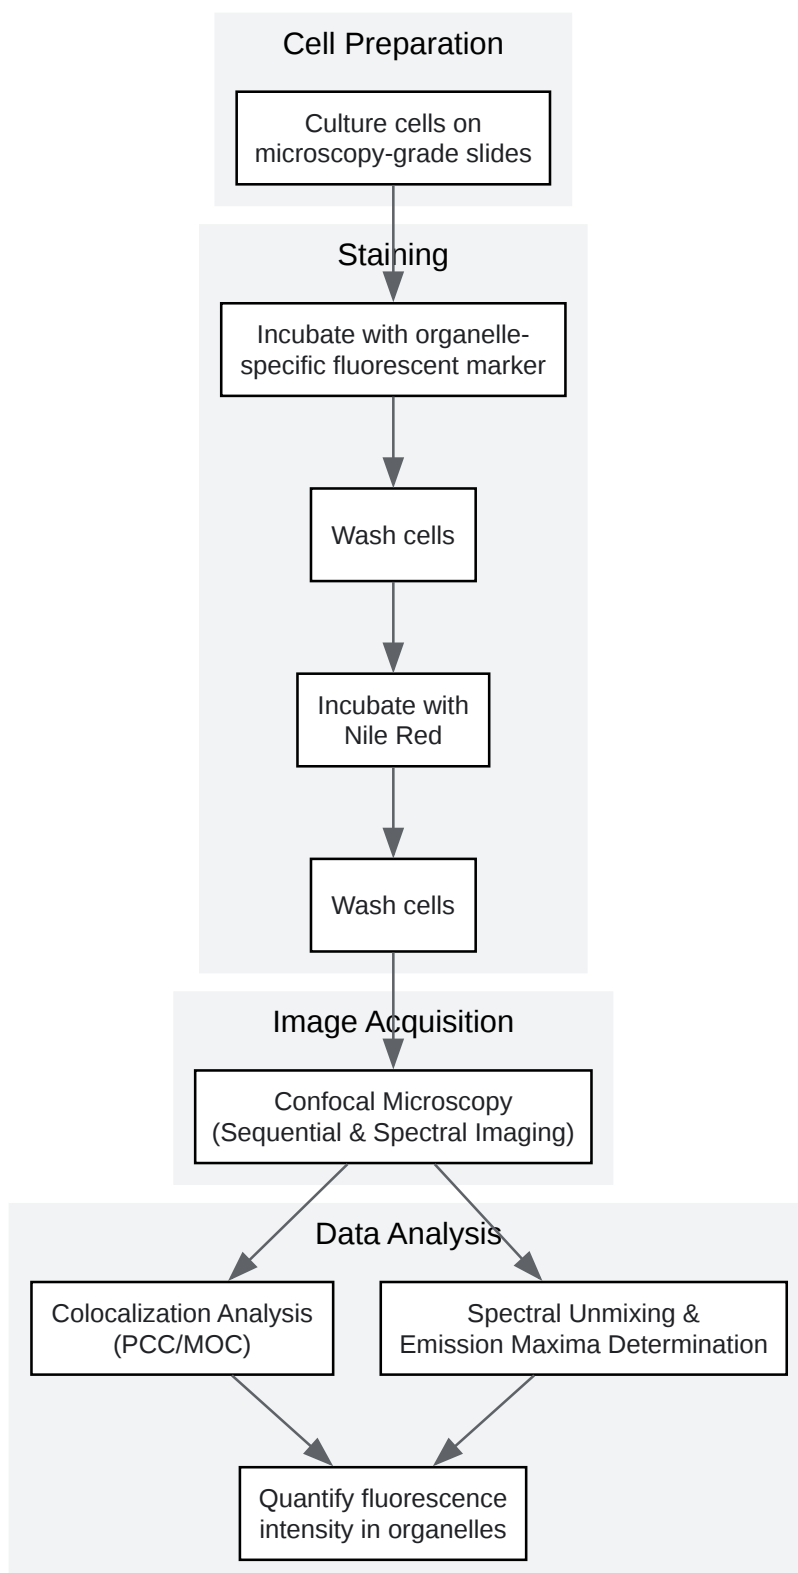 Cell Preparation
Culture cells on
microscopy-grade slides
Staining
Incubate with organelle-
specific fluorescent marker
Wash cells
Incubate with
Nile Red
Wash cells
Image Acquisition
Confocal Microscopy
(Sequential & Spectral Imaging)
Data Analysis
Colocalization Analysis
(PCC/MOC)
Spectral Unmixing &
Emission Maxima Determination
Quantify fluorescence
intensity in organelles